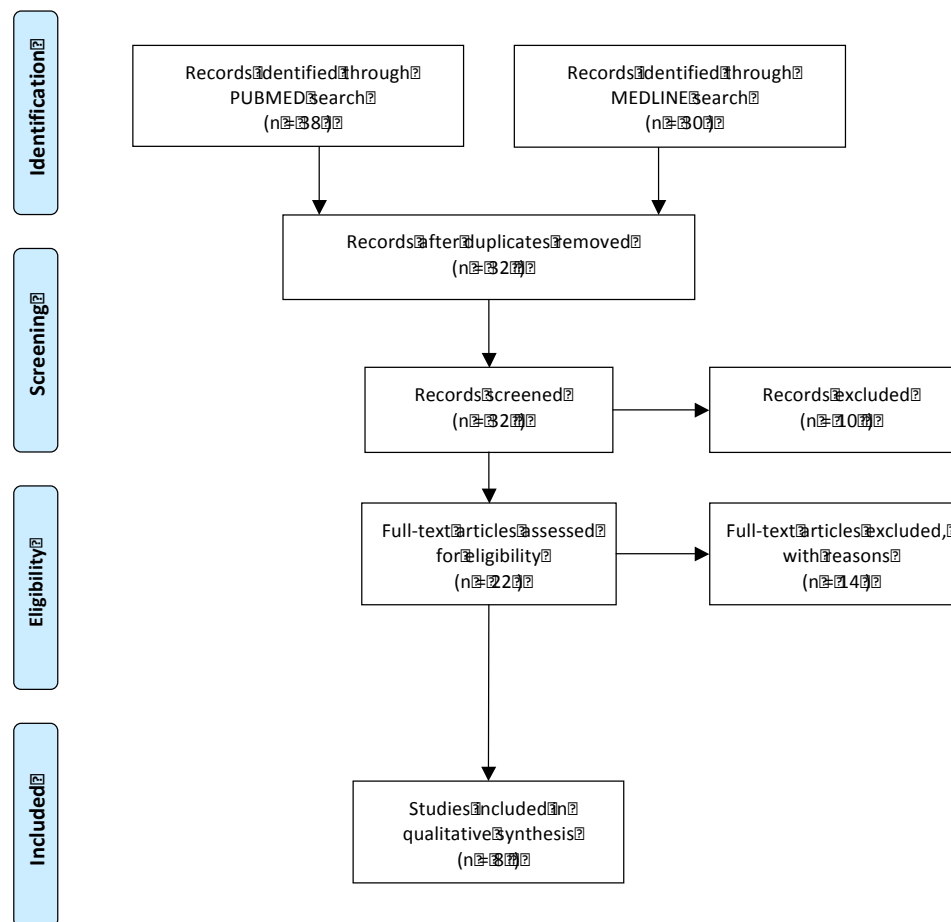 Identification
Records identified through
PUBMED search
(n = 38)
Records identified through
MEDLINE search
(n = 30)
Records after duplicates removed
(n = 32)
Screening
Records screened
(n = 32)
Records excluded
(n = 10)
Eligibility
Full-text articles assessed
for eligibility
(n = 22)
Full-text articles excluded,
with reasons
(n = 14)
Included
Studies included in
qualitative synthesis
(n = 8)